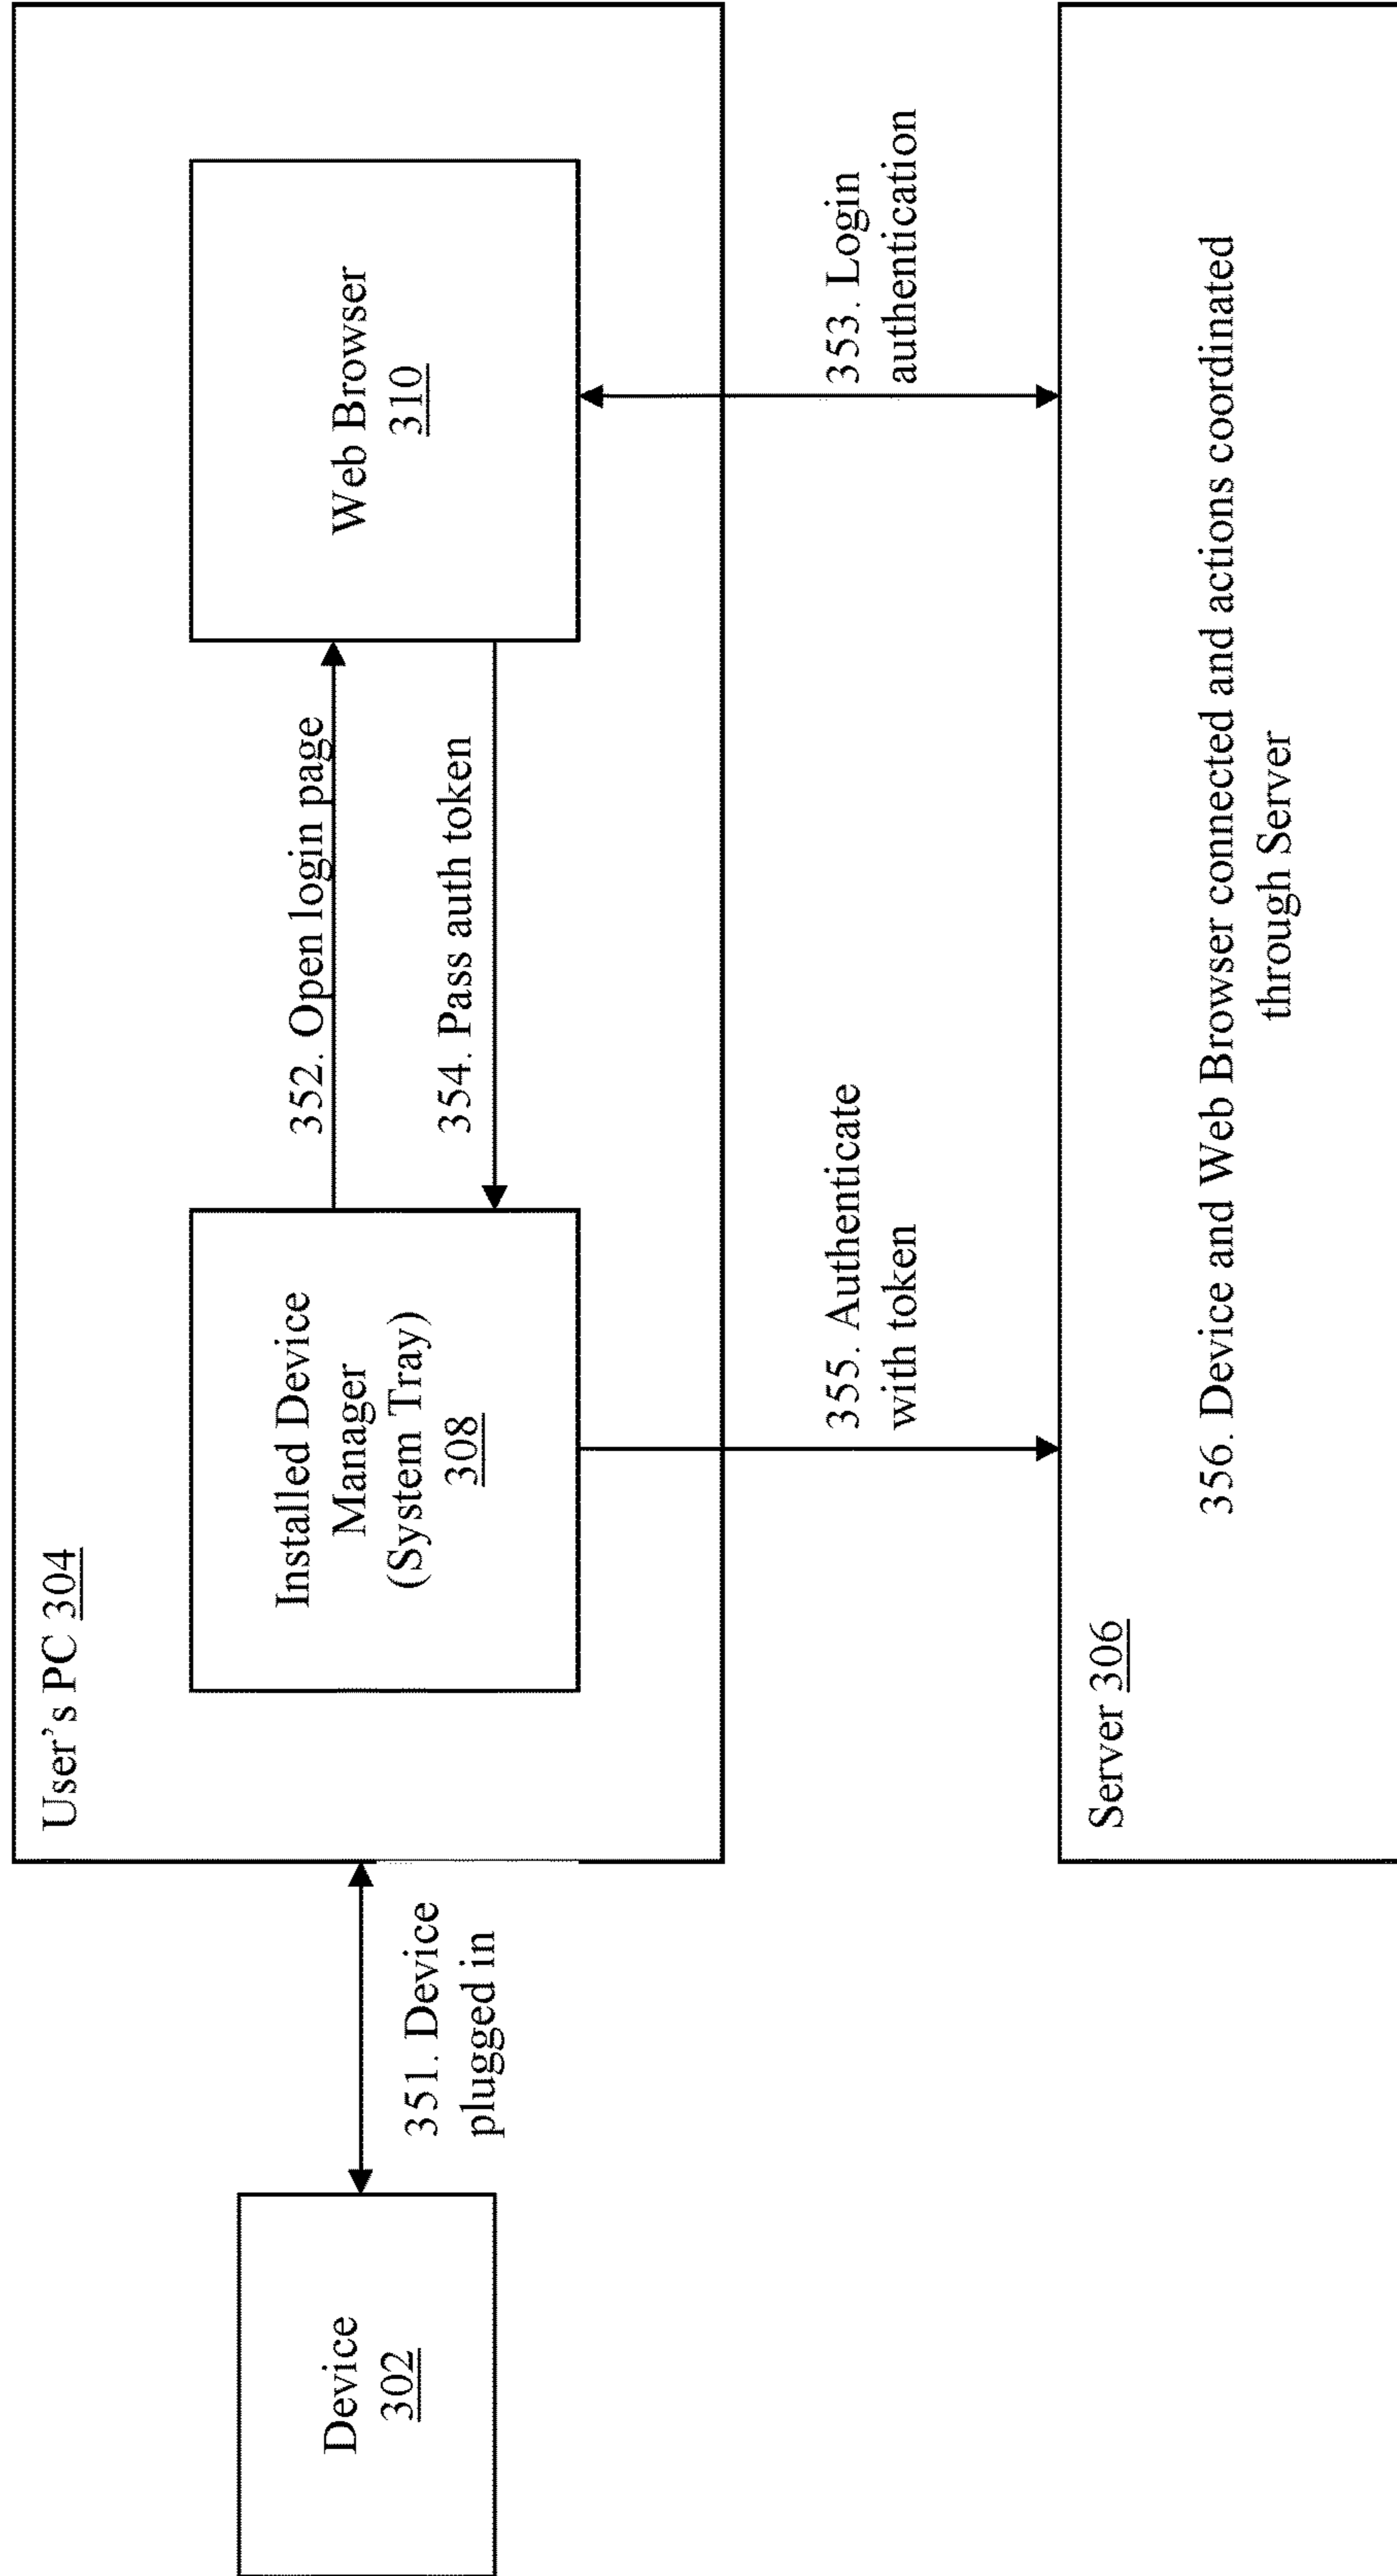 User's PC 304
Installed Device
Manager
(System Tray)
308
352. Open login page
354. Pass auth token
Web Browser
310
Device
302
351. Device
plugged in
355. Authenticate
with token
353. Login
authentication
Server 306
356. Device and Web Browser connected and actions coordinated
through Server